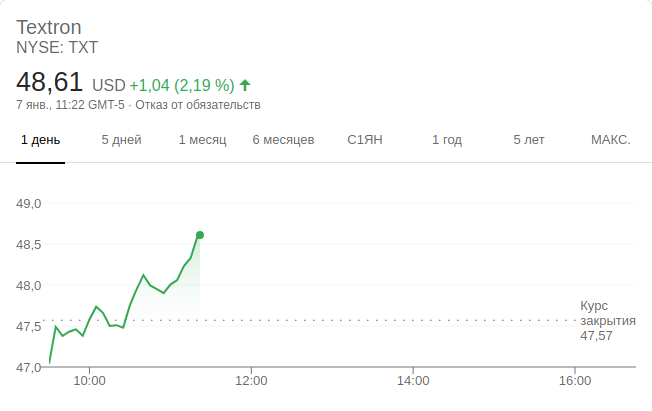 Textron
NYSE: TXT
48,61 USD +1,04 (2,19 %)
7 янв., 11:22 GMT-5 · Отказ от обязательств
1 день 5 дней 1 месяц 6 месяцев С1ЯН 1 год 5 лет МАКС.
49,0
48,5
48,0
47,5
47,0
Курс
закрытия
47,57
10:00 12:00 14:00 16:00